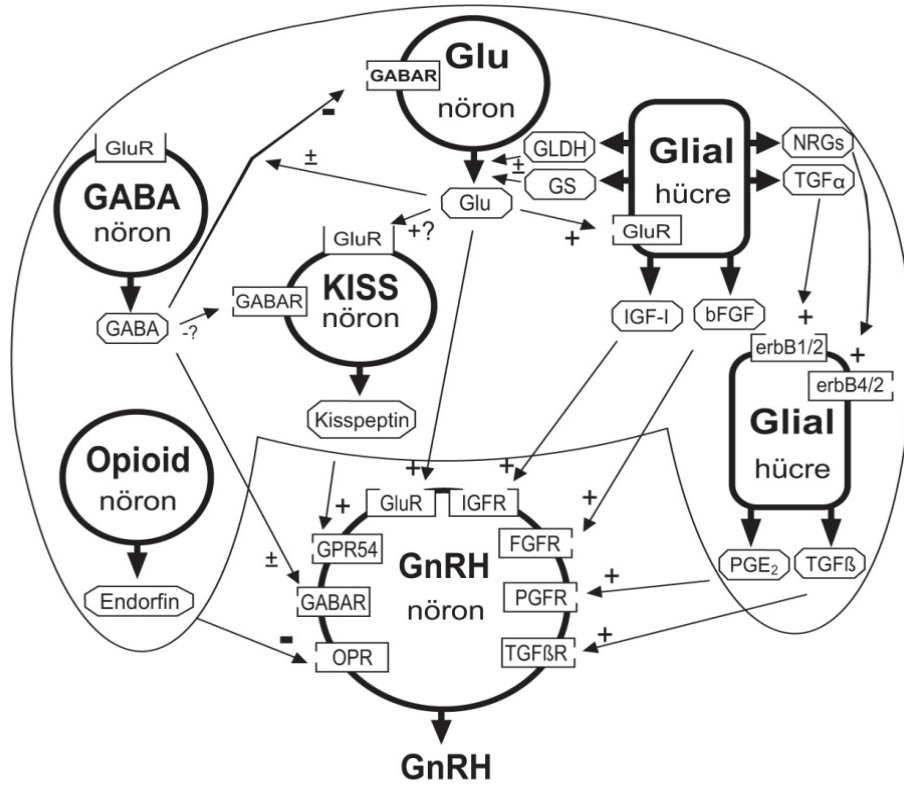 Glu
nöron
GABAR
-
GluR
GABA
nöron
GABA
±
GLDH
±
GS
Glu
Glial
hücre
GluR
NRGs
TGFα
+?
+
GluR
KISS
nöron
GABAR
-?
Kisspeptin
IGF-I
bFGF
+
erbB1/2
+
erbB4/2
Glial
hücre
PGE₂
TGFß
Opioid
nöron
Endorfin
+
+
+
+
±
-
+
+
GluR
IGFR
GPR54
FGFR
GABAR
PGFR
OPR
TGFßR
GnRH
nöron
GnRH